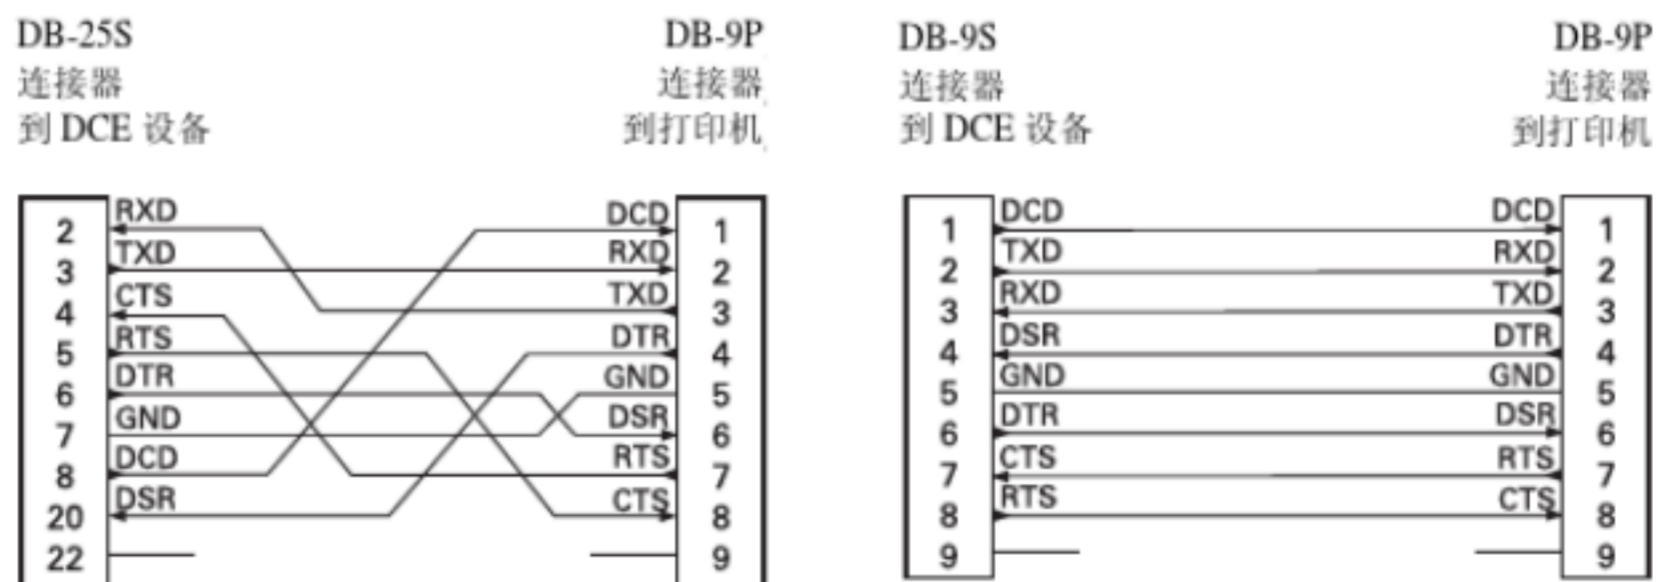 DB-25S
连接器
到 DCE 设备
DB-9P
连接器
到打印机
2 RXD DCD 1
3 TXD RXD 2
4 CTS TXD 3
5 RTS DTR 4
6 DTR GND 5
7 GND DSR 6
8 DCD RTS 7
20 DSR CTS 8
22 9
DB-9S
连接器
到 DCE 设备
DB-9P
连接器
到打印机
1 DCD DCD 1
2 TXD RXD 2
3 RXD TXD 3
4 DSR DTR 4
5 GND GND 5
6 DTR DSR 6
7 CTS RTS 7
8 RTS CTS 8
9 9